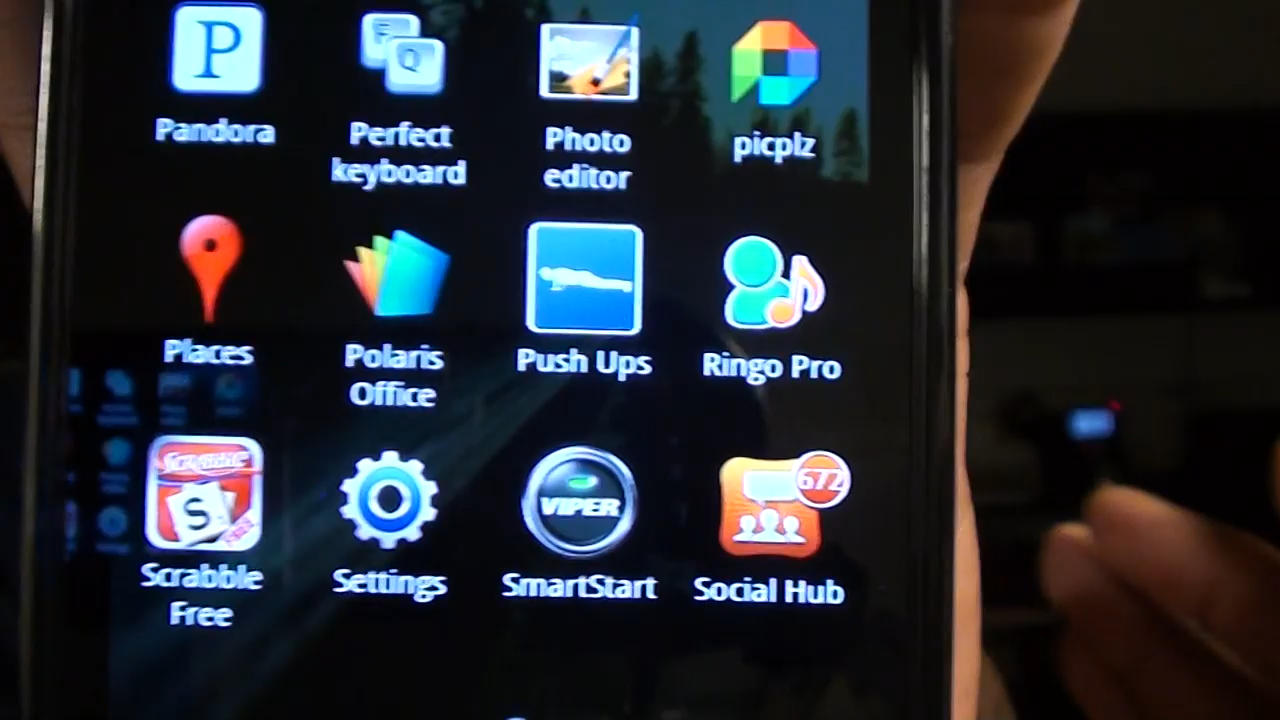 P
Pandora
F
Q
Perfect
keyboard
Photo
editor
picplz
Places
Polaris
Office
Push Ups
Ringo Pro
SCRABBLE
S
FREE
Scrabble
Free
Settings
VIPER
SmartStart
672
Social Hub